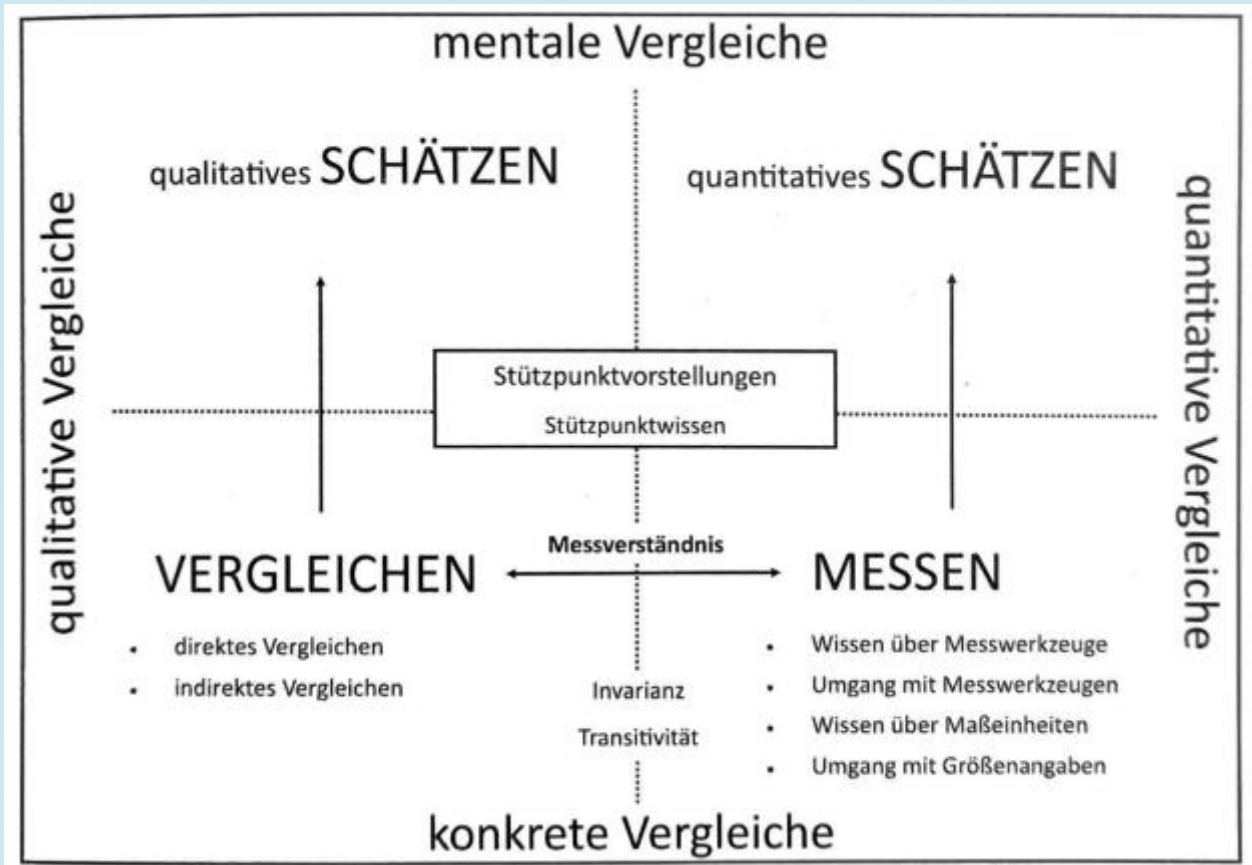 mentale Vergleiche
qualitatives SCHÄTZEN
quantitatives SCHÄTZEN
qualitative Vergleiche
quantitative Vergleiche
Stützpunktvorstellungen
Stützpunktwissen
Messverständnis
VERGLEICHEN
• direktes Vergleichen
• indirektes Vergleichen
Invarianz
Transitivität
MESSEN
• Wissen über Messwerkzeuge
• Umgang mit Messwerkzeugen
• Wissen über Maßeinheiten
• Umgang mit Größenangaben
konkrete Vergleiche